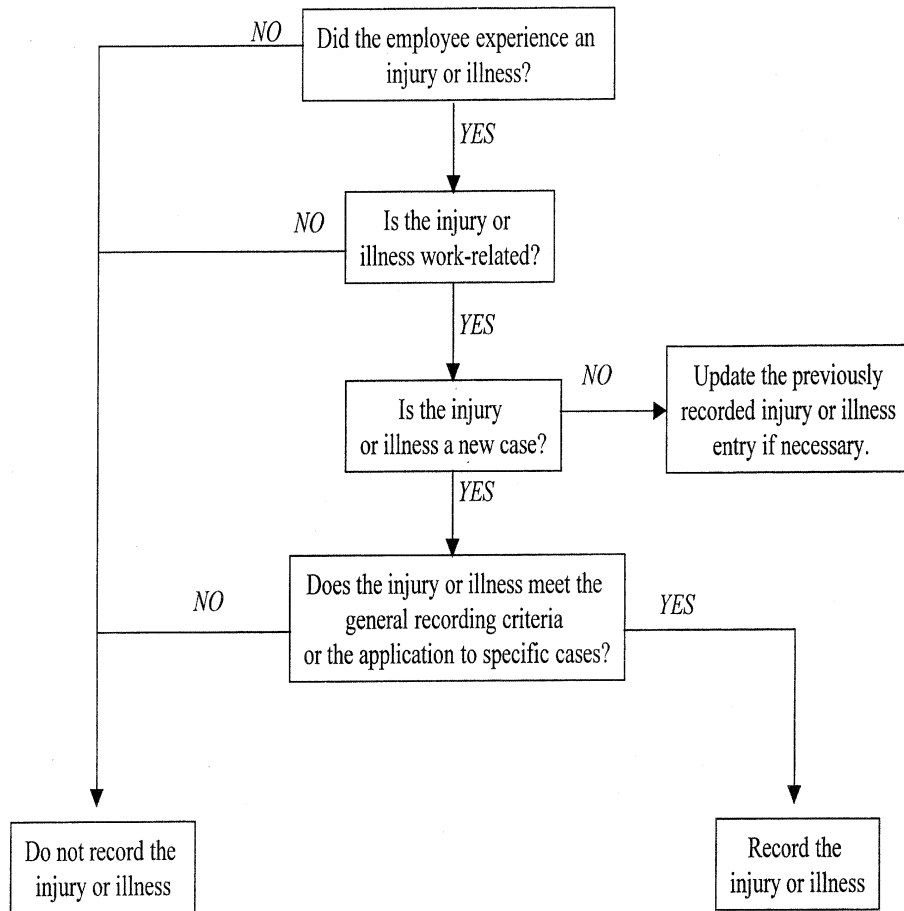 NO
Did the employee experience an
injury or illness?
YES
NO
Is the injury or
illness work-related?
YES
Is the injury
or illness a new case?
NO
Update the previously
recorded injury or illness
entry if necessary.
YES
NO
Does the injury or illness meet the
general recording criteria
or the application to specific cases?
YES
Do not record the
injury or illness
Record the
injury or illness